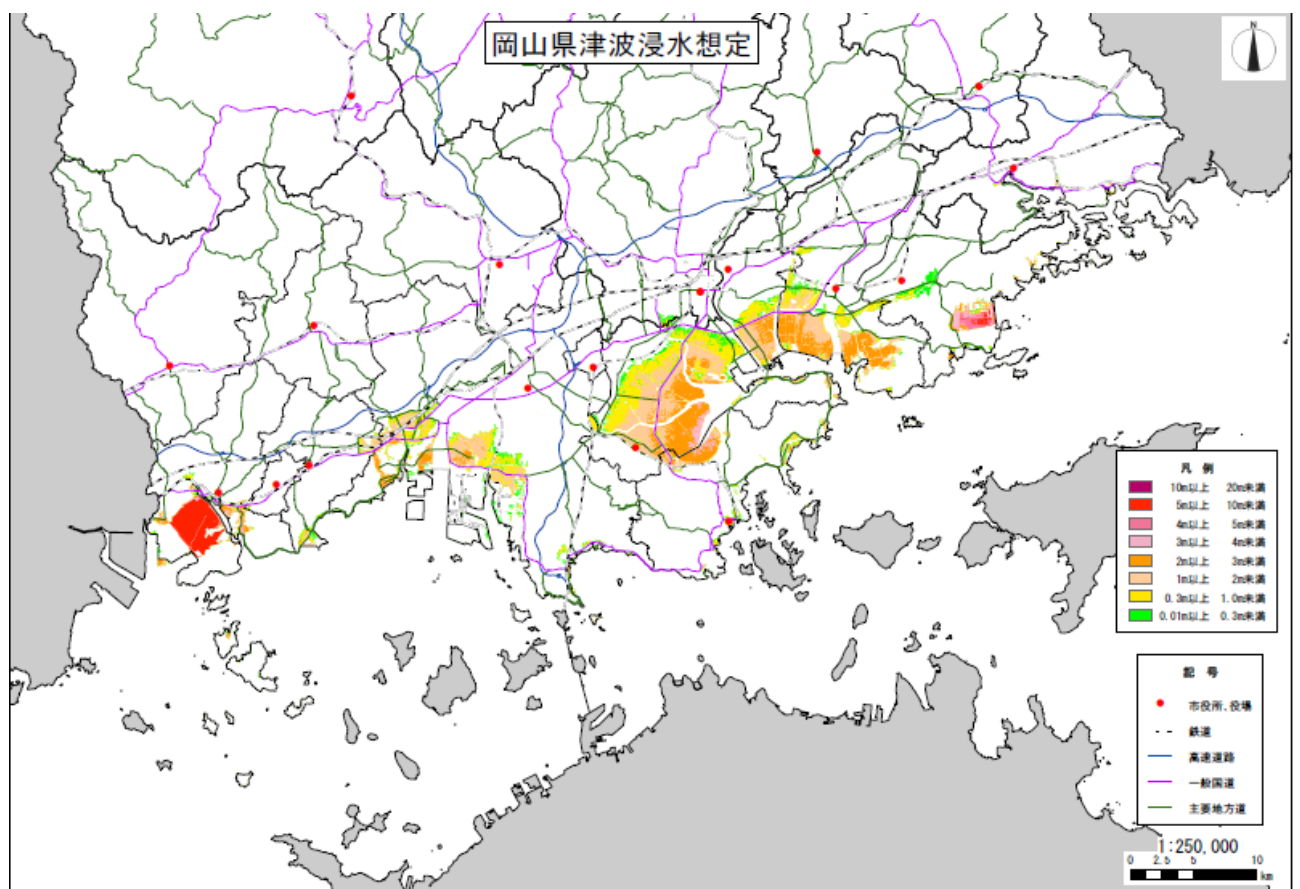 岡山県津波浸水想定
N
凡 例
10m以上 20m未満
5m以上 10m未満
4m以上 5m未満
3m以上 4m未満
2m以上 3m未満
1m以上 2m未満
0.3m以上 1.0m未満
0.01m以上 0.3m未満
記 号
市役所、役場
鉄道
高速道路
一般国道
主要地方道
1:250,000
0 2.5 5 10
km